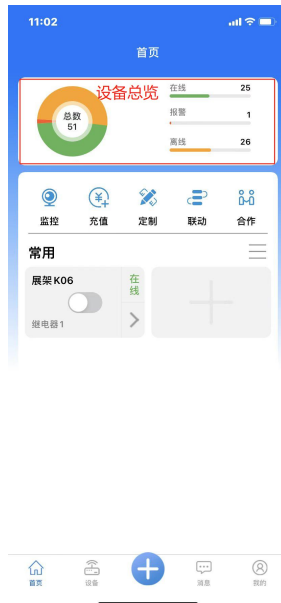 11:02
首页
设备总览
总数
51
在线 25
报警 1
离线 26
监控 充值 定制 联动 合作
常用
展架K06
在线
继电器1
首页 设备 消息 我的